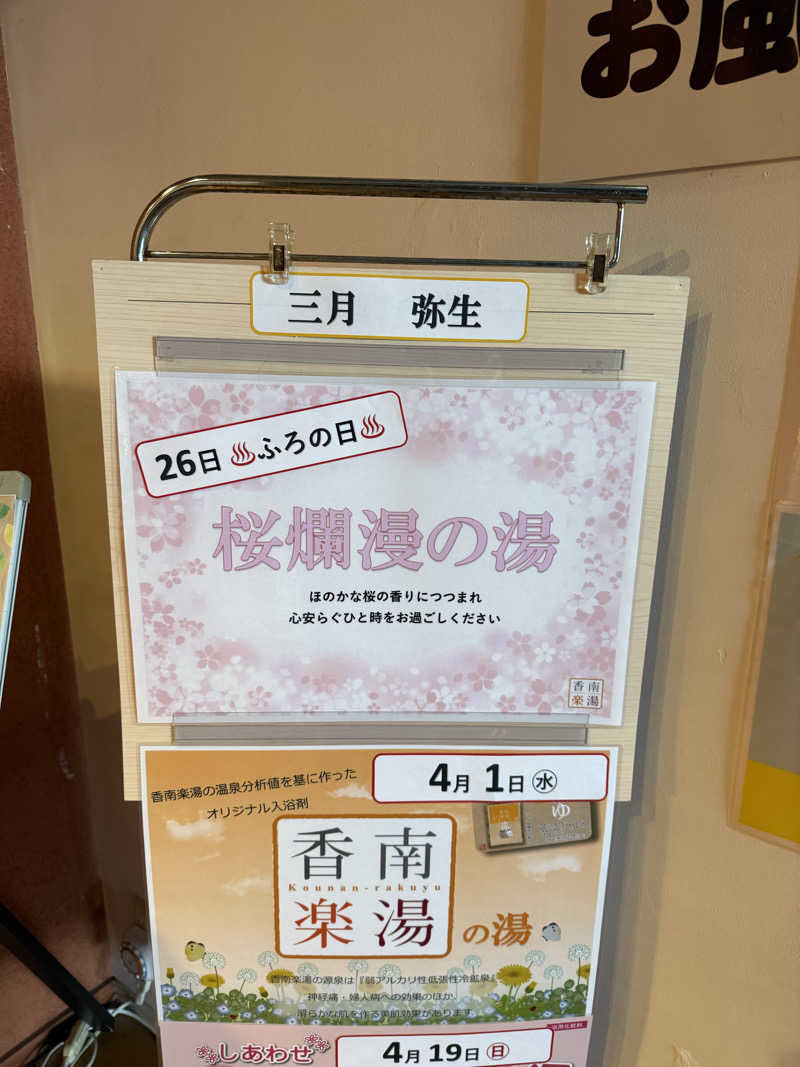 お風
三月 弥生
26日 ♨ふろの日♨
桜爛漫の湯
ほのかな桜の香りにつつまれ
心安らぐひと時をお過ごしください
香南
楽湯
4月1日㊌
香南楽湯の温泉分析値を基に作った
オリジナル入浴剤
ゆ
香南
Kounan-rakuyu
楽湯の湯
香南楽湯の源泉は『弱アルカリ性低張性冷鉱泉』
神経痛・婦人病への効果のほか、
滑らかな肌を作る美肌効果があります
しあわせ
4月19日㊐